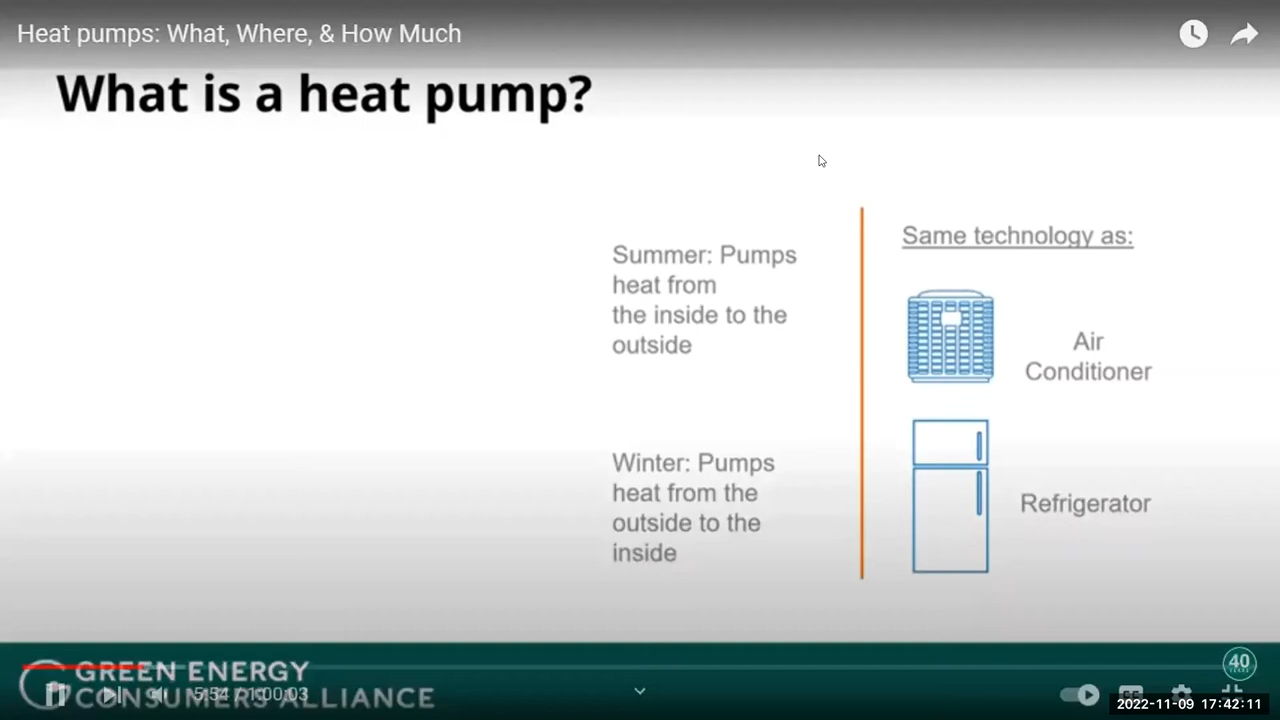 Heat pumps: What, Where, & How Much
What is a heat pump?
Summer: Pumps
heat from
the inside to the
outside
Winter: Pumps
heat from the
outside to the
inside
Same technology as:
Air
Conditioner
Refrigerator
GREEN ENERGY
CONSUMERS ALLIANCE
5:54 / 1:00:03
40
YEARS
CC
2022-11-09 17:42:11